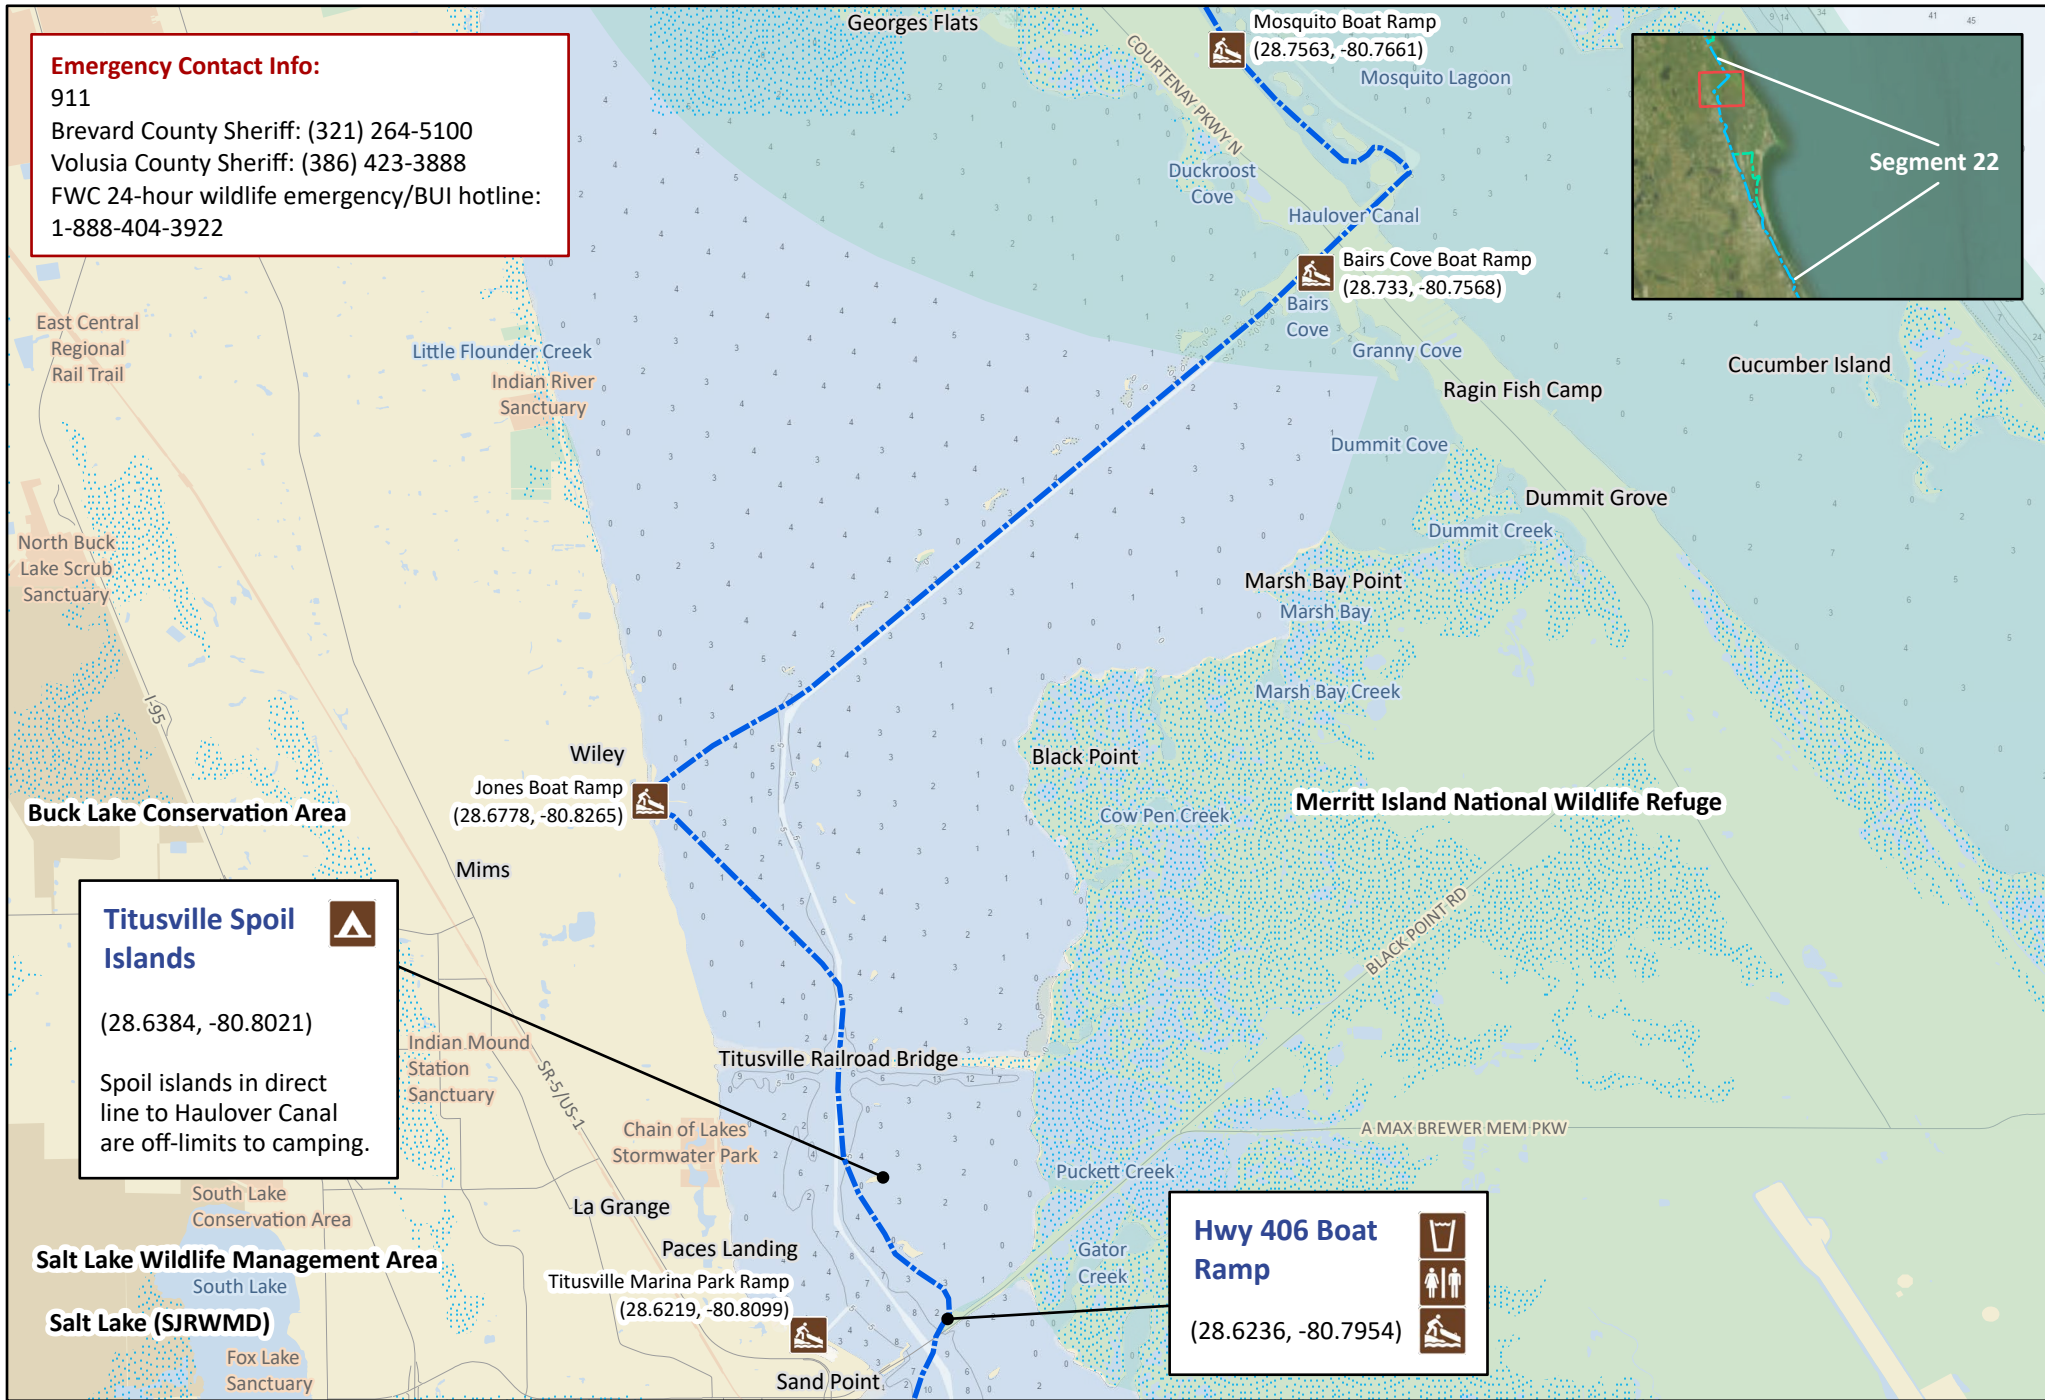 Georges Flats
Mosquito Boat Ramp
(28.7563, -80.7661)
Mosquito Lagoon
COURTENAY PKWY N
Emergency Contact Info:
911
Brevard County Sheriff: (321) 264-5100
Volusia County Sheriff: (386) 423-3888
FWC 24-hour wildlife emergency/BUI hotline:
1-888-404-3922
Segment 22
Duckroost
Cove
Haulover Canal
Bairs Cove Boat Ramp
(28.733, -80.7568)
Bairs
Cove
East Central
Regional
Rail Trail
Little Flounder Creek
Indian River
Sanctuary
Granny Cove
Cucumber Island
Ragin Fish Camp
Dummit Cove
Dummit Grove
Dummit Creek
North Buck
Lake Scrub
Sanctuary
Marsh Bay Point
Marsh Bay
Marsh Bay Creek
I-95
Wiley
Black Point
Jones Boat Ramp
(28.6778, -80.8265)
Buck Lake Conservation Area
Merritt Island National Wildlife Refuge
Cow Pen Creek
Mims
Titusville Spoil
Islands
(28.6384, -80.8021)
Spoil islands in direct
line to Haulover Canal
are off-limits to camping.
BLACK POINT RD
Indian Mound
Station
Sanctuary
SR-5/US-1
Titusville Railroad Bridge
Chain of Lakes
Stormwater Park
A MAX BREWER MEM PKW
Puckett Creek
South Lake
Conservation Area
La Grange
Paces Landing
Salt Lake Wildlife Management Area
South Lake
Titusville Marina Park Ramp
(28.6219, -80.8099)
Gator
Creek
Hwy 406 Boat
Ramp
(28.6236, -80.7954)
Salt Lake (SJRWMD)
Fox Lake
Sanctuary
Sand Point